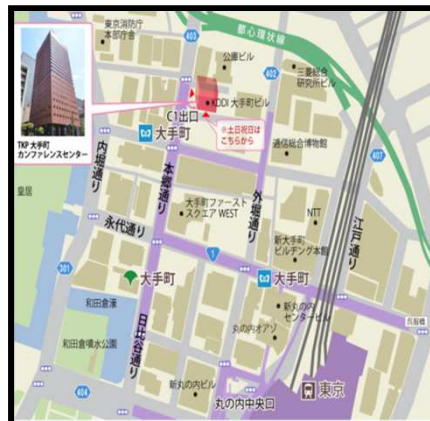 東京消防庁
本部庁舎
403
都心環状線
公庫ビル
402
三菱総合
研究所ビル
KDDI 大手町ビル
C1出口
※土日祝日は
こちらから
TKP 大手町
カンファレンスセンター
大手町
内堀通り
本郷通り
通信総合博物館
407
皇居
大手町ファースト
スクエア WEST
外堀通り
江戸通り
永代通り
NTT
新大手町
ビルヂング本館
1
301
大手町
大手町
和田倉濠
日比谷通り
新丸の内
センタービル
呉服橋
和田倉噴水公園
丸の内オアゾ
新丸の内ビル
404
丸の内中央口
東京